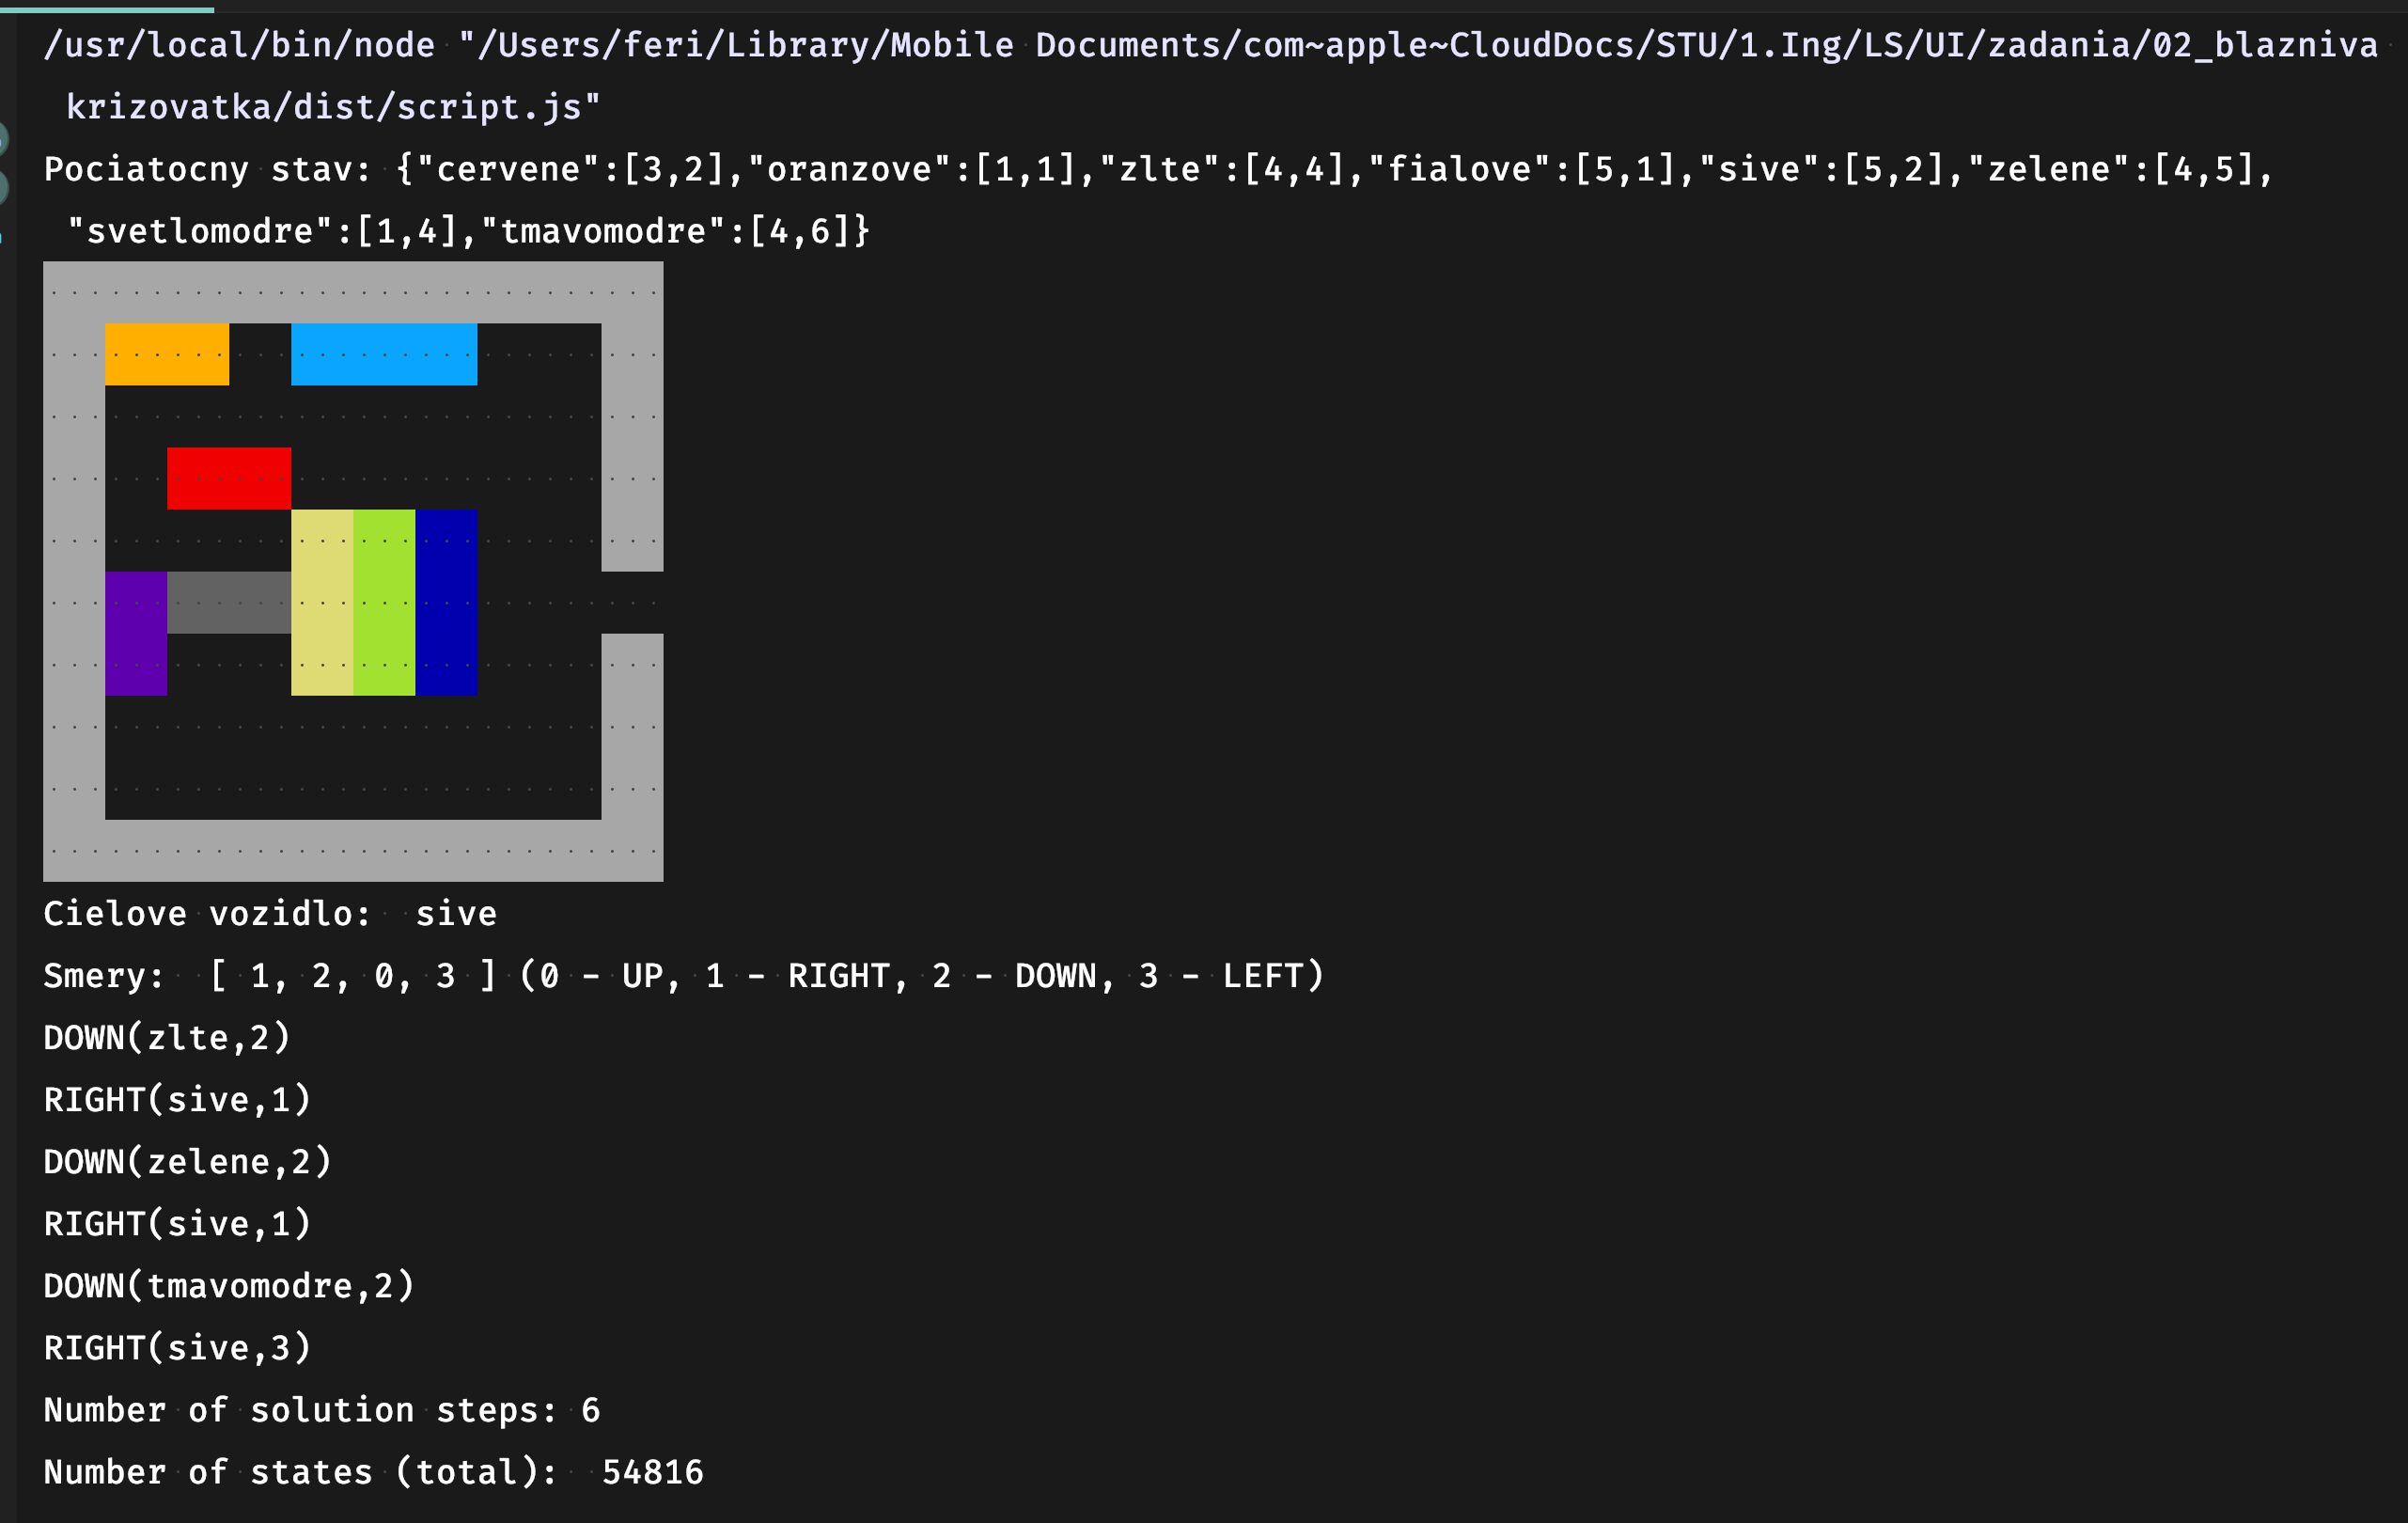 /usr/local/bin/node "/Users/feri/Library/Mobile Documents/com~apple~CloudDocs/STU/1.Ing/LS/UI/zadania/02_blazniva
krizovatka/dist/script.js"
Pociatocny stav: {"cervene":[3,2],"oranzove":[1,1],"zlte":[4,4],"fialove":[5,1],"sive":[5,2],"zelene":[4,5],
"svetlomodre":[1,4],"tmavomodre":[4,6]}
Cielove vozidlo:  sive
Smery:  [ 1, 2, 0, 3 ] (0 - UP, 1 - RIGHT, 2 - DOWN, 3 - LEFT)
DOWN(zlte,2)
RIGHT(sive,1)
DOWN(zelene,2)
RIGHT(sive,1)
DOWN(tmavomodre,2)
RIGHT(sive,3)
Number of solution steps: 6
Number of states (total):  54816